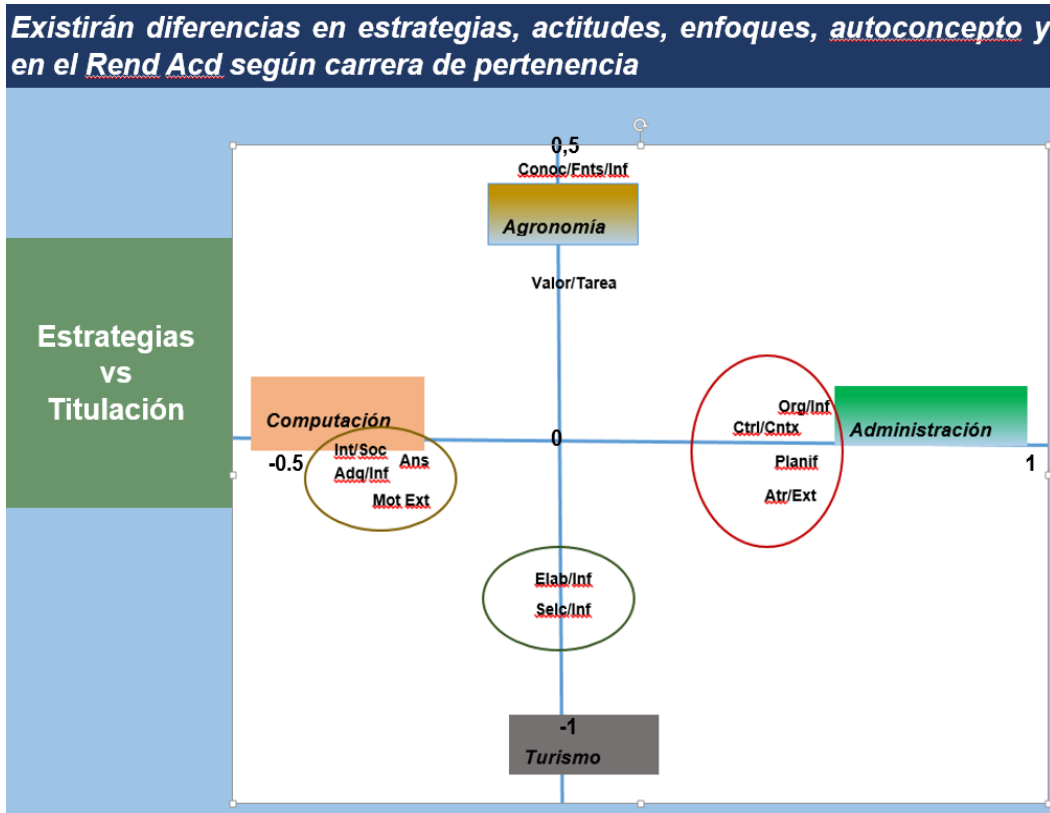 Existirán diferencias en estrategias, actitudes, enfoques, autoconcepto y
en el Rend Acd según carrera de pertenencia
0,5
Conoc/Fnts/Inf
Agronomía
Valor/Tarea
Estrategias
vs
Titulación
Computación
Org/Inf
Ctrl/Cntx
Administración
0
-0.5
Int/Soc
Ans
Adq/Inf
Mot Ext
Planif
1
Atr/Ext
Elab/Inf
Selc/Inf
-1
Turismo